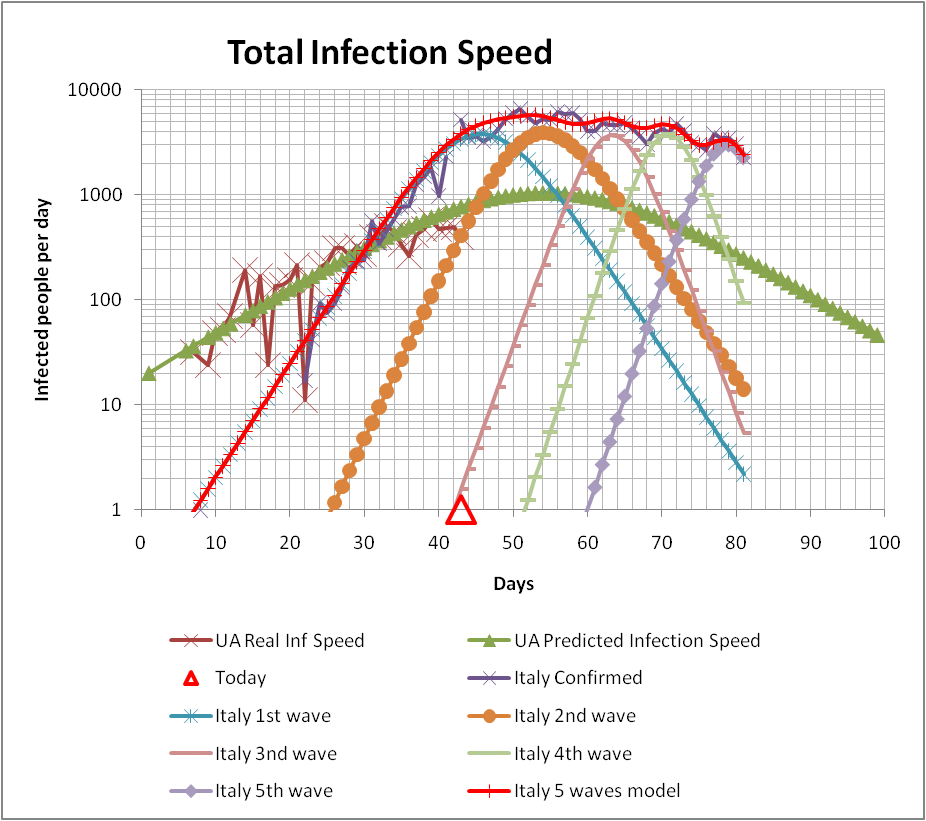 Total Infection Speed
Infected people per day
10000
1000
100
10
1
0 10 20 30 40 50 60 70 80 90 100
Days
UA Real Inf Speed UA Predicted Infection Speed
Today Italy Confirmed
Italy 1st wave Italy 2nd wave
Italy 3nd wave Italy 4th wave
Italy 5th wave Italy 5 waves model